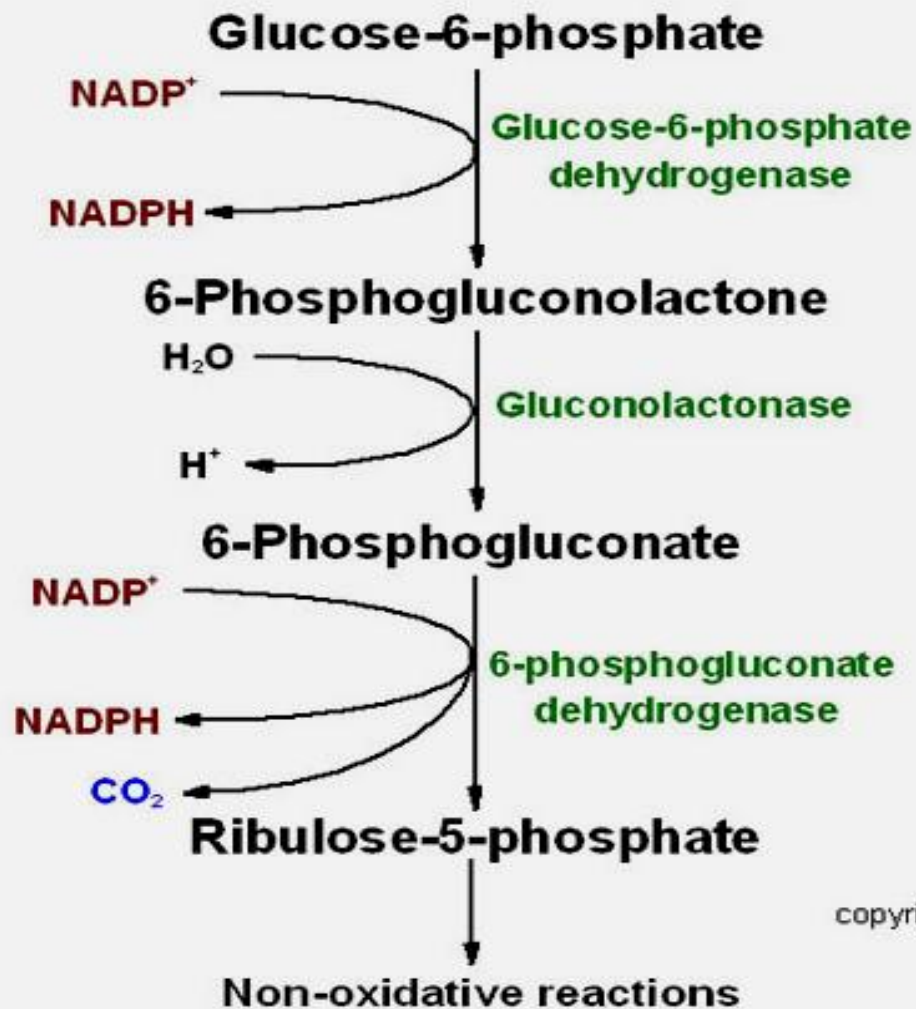 Glucose-6-phosphate
NADP⁺
Glucose-6-phosphate
dehydrogenase
NADPH
6-Phosphogluconolactone
H₂O
Gluconolactonase
H⁺
6-Phosphogluconate
NADP⁺
6-phosphogluconate
dehydrogenase
NADPH
CO₂
Ribulose-5-phosphate
copyri
Non-oxidative reactions